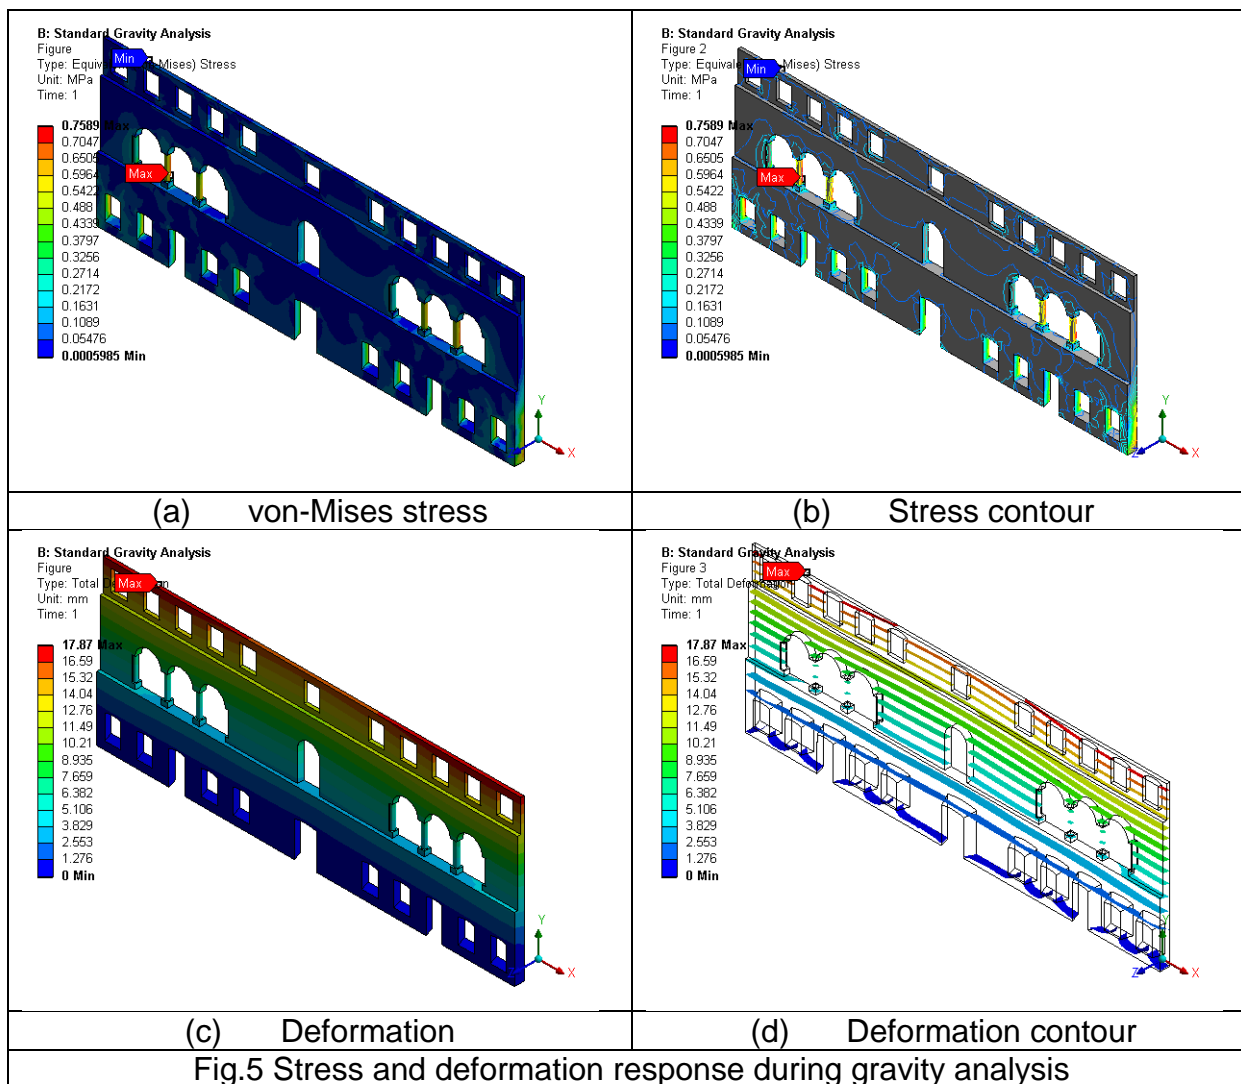 B: Standard Gravity Analysis
Figure
Type: Equivale Mises) Stress
Unit: MPa
Time: 1
Min
Max
0.7589 Max
0.7047
0.6505
0.5964
0.5422
0.488
0.4339
0.3797
0.3256
0.2714
0.2172
0.1631
0.1089
0.05476
0.0005985 Min
Y
X
(a) von-Mises stress
B: Standard Gravity Analysis
Figure 2
Type: Equivale Mises) Stress
Unit: MPa
Time: 1
Min
Max
0.7589 Max
0.7047
0.6505
0.5964
0.5422
0.488
0.4339
0.3797
0.3256
0.2714
0.2172
0.1631
0.1089
0.05476
0.0005985 Min
Y
Z
X
(b) Stress contour
B: Standard Gravity Analysis
Figure
Type: Total
Unit: mm
Time: 1
Max
17.87 Max
16.59
15.32
14.04
12.76
11.49
10.21
8.935
7.659
6.382
5.106
3.829
2.553
1.276
0 Min
Y
X
(c) Deformation
B: Standard Gravity Analysis
Figure 3
Type: Total Deformation
Unit: mm
Time: 1
Max
17.87 Max
16.59
15.32
14.04
12.76
11.49
10.21
8.935
7.659
6.382
5.106
3.829
2.553
1.276
0 Min
Y
Z
X
(d) Deformation contour
Fig.5 Stress and deformation response during gravity analysis